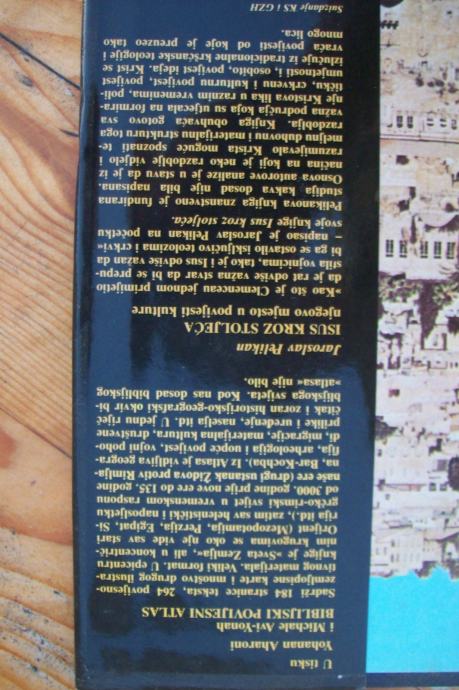 U tisku
Yohanan Aharoni
i Michale Avi-Yonah
BIBLIJSKI POVIJESNI ATLAS
Sadrži 184 stranice teksta, 264 povijesno-
zemljopisne karte i mnoštvo drugog ilustra-
tivnog materijala. Veliki format. U epicentru
knjige je »Sveta Zemlja«, ali u koncentrič-
nim krugovima se oko nje vide sav stari
Orijent (Mezopotamija, Perzija, Egipat, Si-
rija itd.), zatim sav helenistički i naposljetku
grčko-rimski svijet u vremenskom rasponu
od 3000. godine prije nove ere do 135. godine
naše ere (drugi ustanak Židova protiv Rimlja-
na, Bar-Kochba). Iz Atlasa je vidljiva geogra-
fija, arheologija i uopće povijest, vojni poho-
di, migracije, materijalna kultura, društvene
prilike i uređenje, naselja itd. U jednu riječ
čitak i zoran historijsko-geografski okvir bi-
blijskoga svijeta. Kod nas dosad biblijskog
»atlasa« nije bilo.
Jaroslav Pelikan
ISUS KROZ STOLJEĆA
njegovo mjesto u povijesti kulture
»Kao što je Clemenceau jednom primijetio
da je rat odviše važna stvar da bi se prepu-
stila vojnicima, tako je i Isus odviše važan da
bi ga se ostavilo isključivo teolozima i crkvi«
– napisao je Jaroslav Pelikan na početku
svoje knjige Isus kroz stoljeća.
Pelikanova knjiga znanstveno je fundirana
studija kakva dosad nije bila napisana.
Osnova autorove analize je u stavu da je iz
načina na koji je neko razdoblje vidjelo i
razumijevalo Krista moguće spoznati te-
meljnu duhovnu i materijalnu strukturu toga
razdoblja. Knjiga obuhvaća gotovo sva
važna područja koja su utjecala na formira-
nje Kristova lika u raznim vremenima, poli-
tičku, crkvenu i kulturnu povijest, povijest
umjetnosti i, osobito, povijest ideja. Krist se
izlučuje iz tradicionalne kršćanske teologije i
vraća povijesti od koje je preuzeo tako
mnogo lica.
Suizdanje KS i GZH